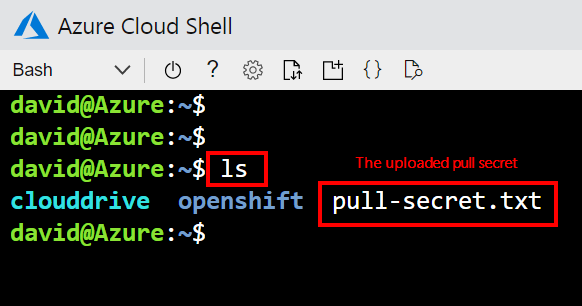 Azure Cloud Shell
Bash
david@Azure:~$
david@Azure:~$
david@Azure:~$ ls
The uploaded pull secret
clouddrive openshift pull-secret.txt
david@Azure:~$